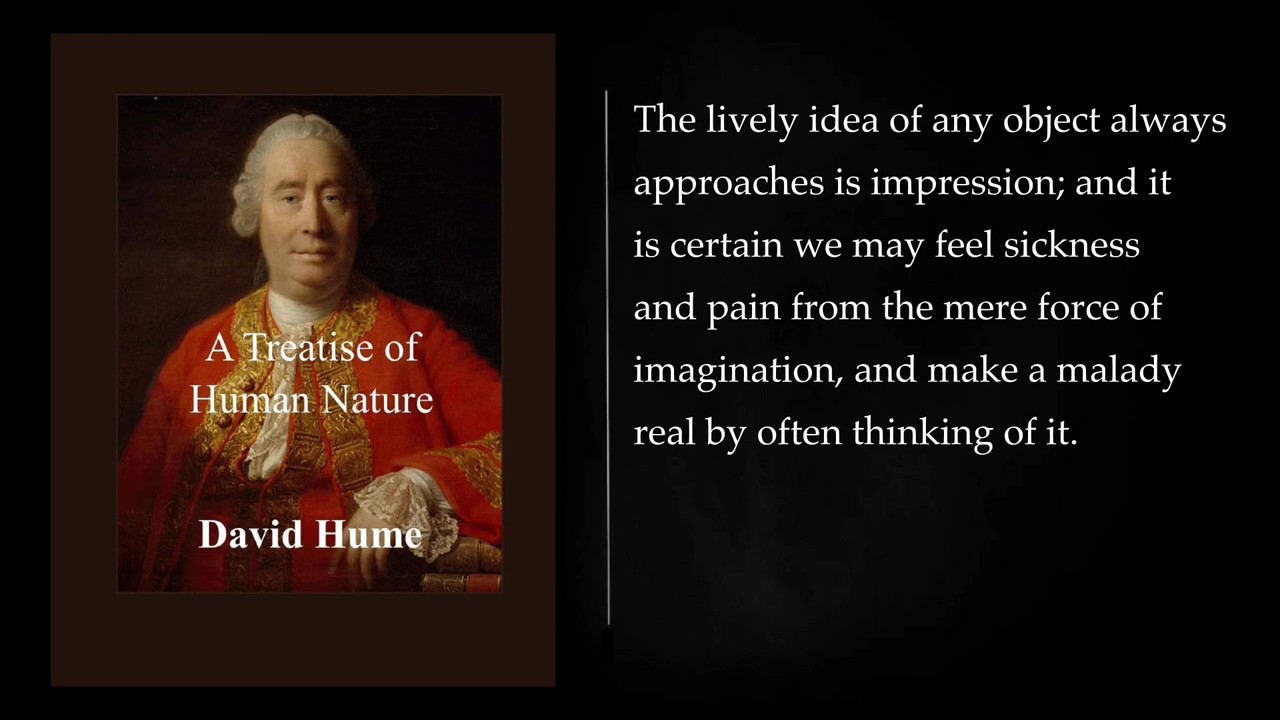 A Treatise of
Human Nature
David Hume
The lively idea of any object always
approaches is impression; and it
is certain we may feel sickness
and pain from the mere force of
imagination, and make a malady
real by often thinking of it.